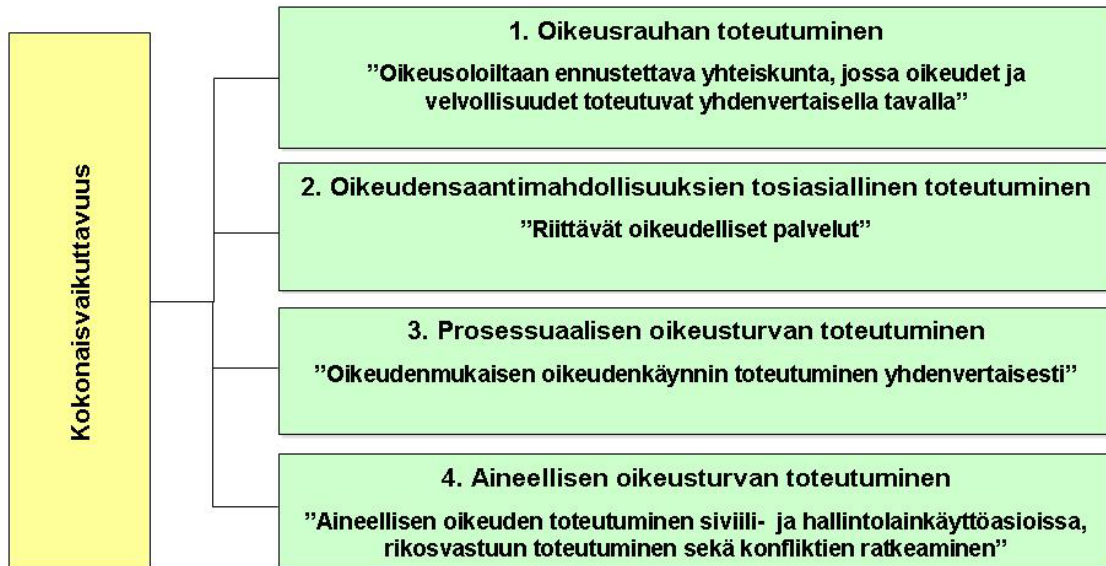 Kokonaisvaikuttavuus
1. Oikeusrauhan toteutuminen
”Oikeusoloiltaan ennustettava yhteiskunta, jossa oikeudet ja
velvollisuudet toteutuvat yhdenvertaisella tavalla”
2. Oikeudensaantimahdollisuuksien tosiasiallinen toteutuminen
”Riittävät oikeudelliset palvelut”
3. Prosessuaalisen oikeusturvan toteutuminen
”Oikeudenmukaisen oikeudenkäynnin toteutuminen yhdenvertaisesti”
4. Aineellisen oikeusturvan toteutuminen
”Aineellisen oikeuden toteutuminen siviili- ja hallintolainkäyttöasioissa,
rikosvastuun toteutuminen sekä konfliktien ratkeaminen”